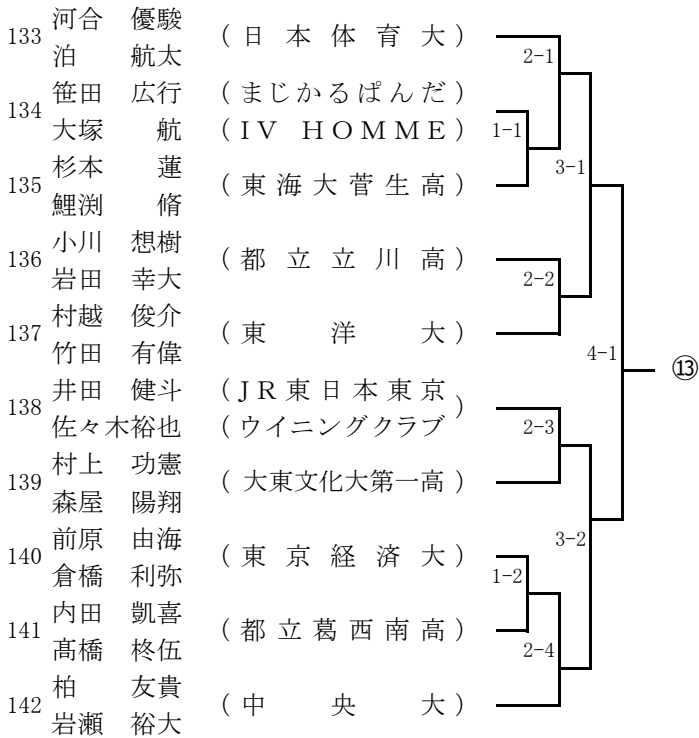 133 河合 優駿 (日本体育大)
泊 航太
134 笹田 広行 (まじかるぱんだ)
大塚 航 (IV HOMME)
135 杉本 蓮 (東海大菅生高)
鯉渕 脩
136 小川 想樹 (都立立川高)
岩田 幸大
137 村越 俊介 (東洋大)
竹田 有偉
138 井田 健斗 (JR東日本東京)
佐々木裕也 (ウイニングクラブ
139 村上 功憲 (大東文化大第一高)
森屋 陽翔
140 前原 由海 (東京経済大)
倉橋 利弥
141 内田 凱喜 (都立葛西南高)
髙橋 柊伍
142 柏 友貴 (中央大)
岩瀬 裕大
2-1
1-1
3-1
2-2
4-1
⑬
2-3
3-2
1-2
2-4